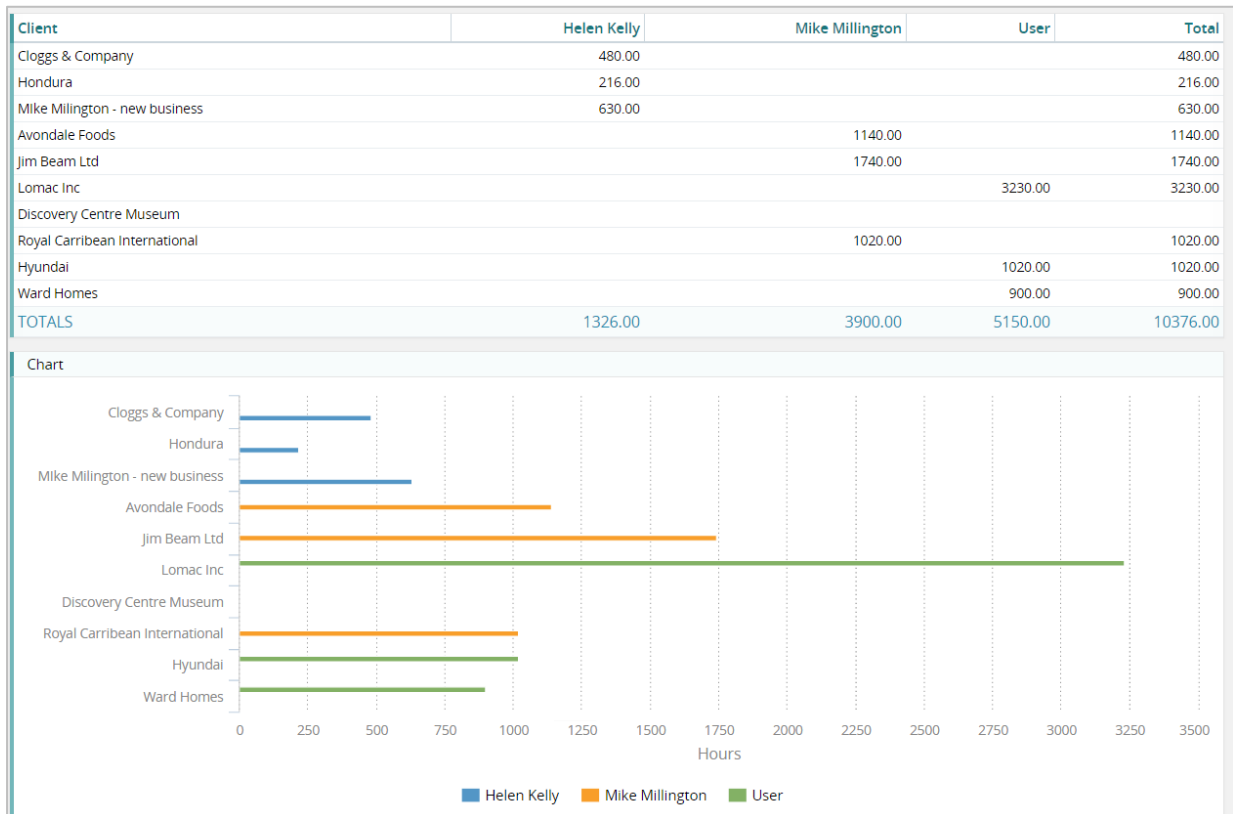 Client Helen Kelly Mike Millington User Total
Cloggs & Company 480.00 480.00
Hondura 216.00 216.00
MIke Milington - new business 630.00 630.00
Avondale Foods 1140.00 1140.00
Jim Beam Ltd 1740.00 1740.00
Lomac Inc 3230.00 3230.00
Discovery Centre Museum
Royal Carribean International 1020.00 1020.00
Hyundai 1020.00 1020.00
Ward Homes 900.00 900.00
TOTALS 1326.00 3900.00 5150.00 10376.00
Chart
Cloggs & Company
Hondura
MIke Milington - new business
Avondale Foods
Jim Beam Ltd
Lomac Inc
Discovery Centre Museum
Royal Carribean International
Hyundai
Ward Homes
0 250 500 750 1000 1250 1500 1750 2000 2250 2500 2750 3000 3250 3500
Hours
Helen Kelly Mike Millington User